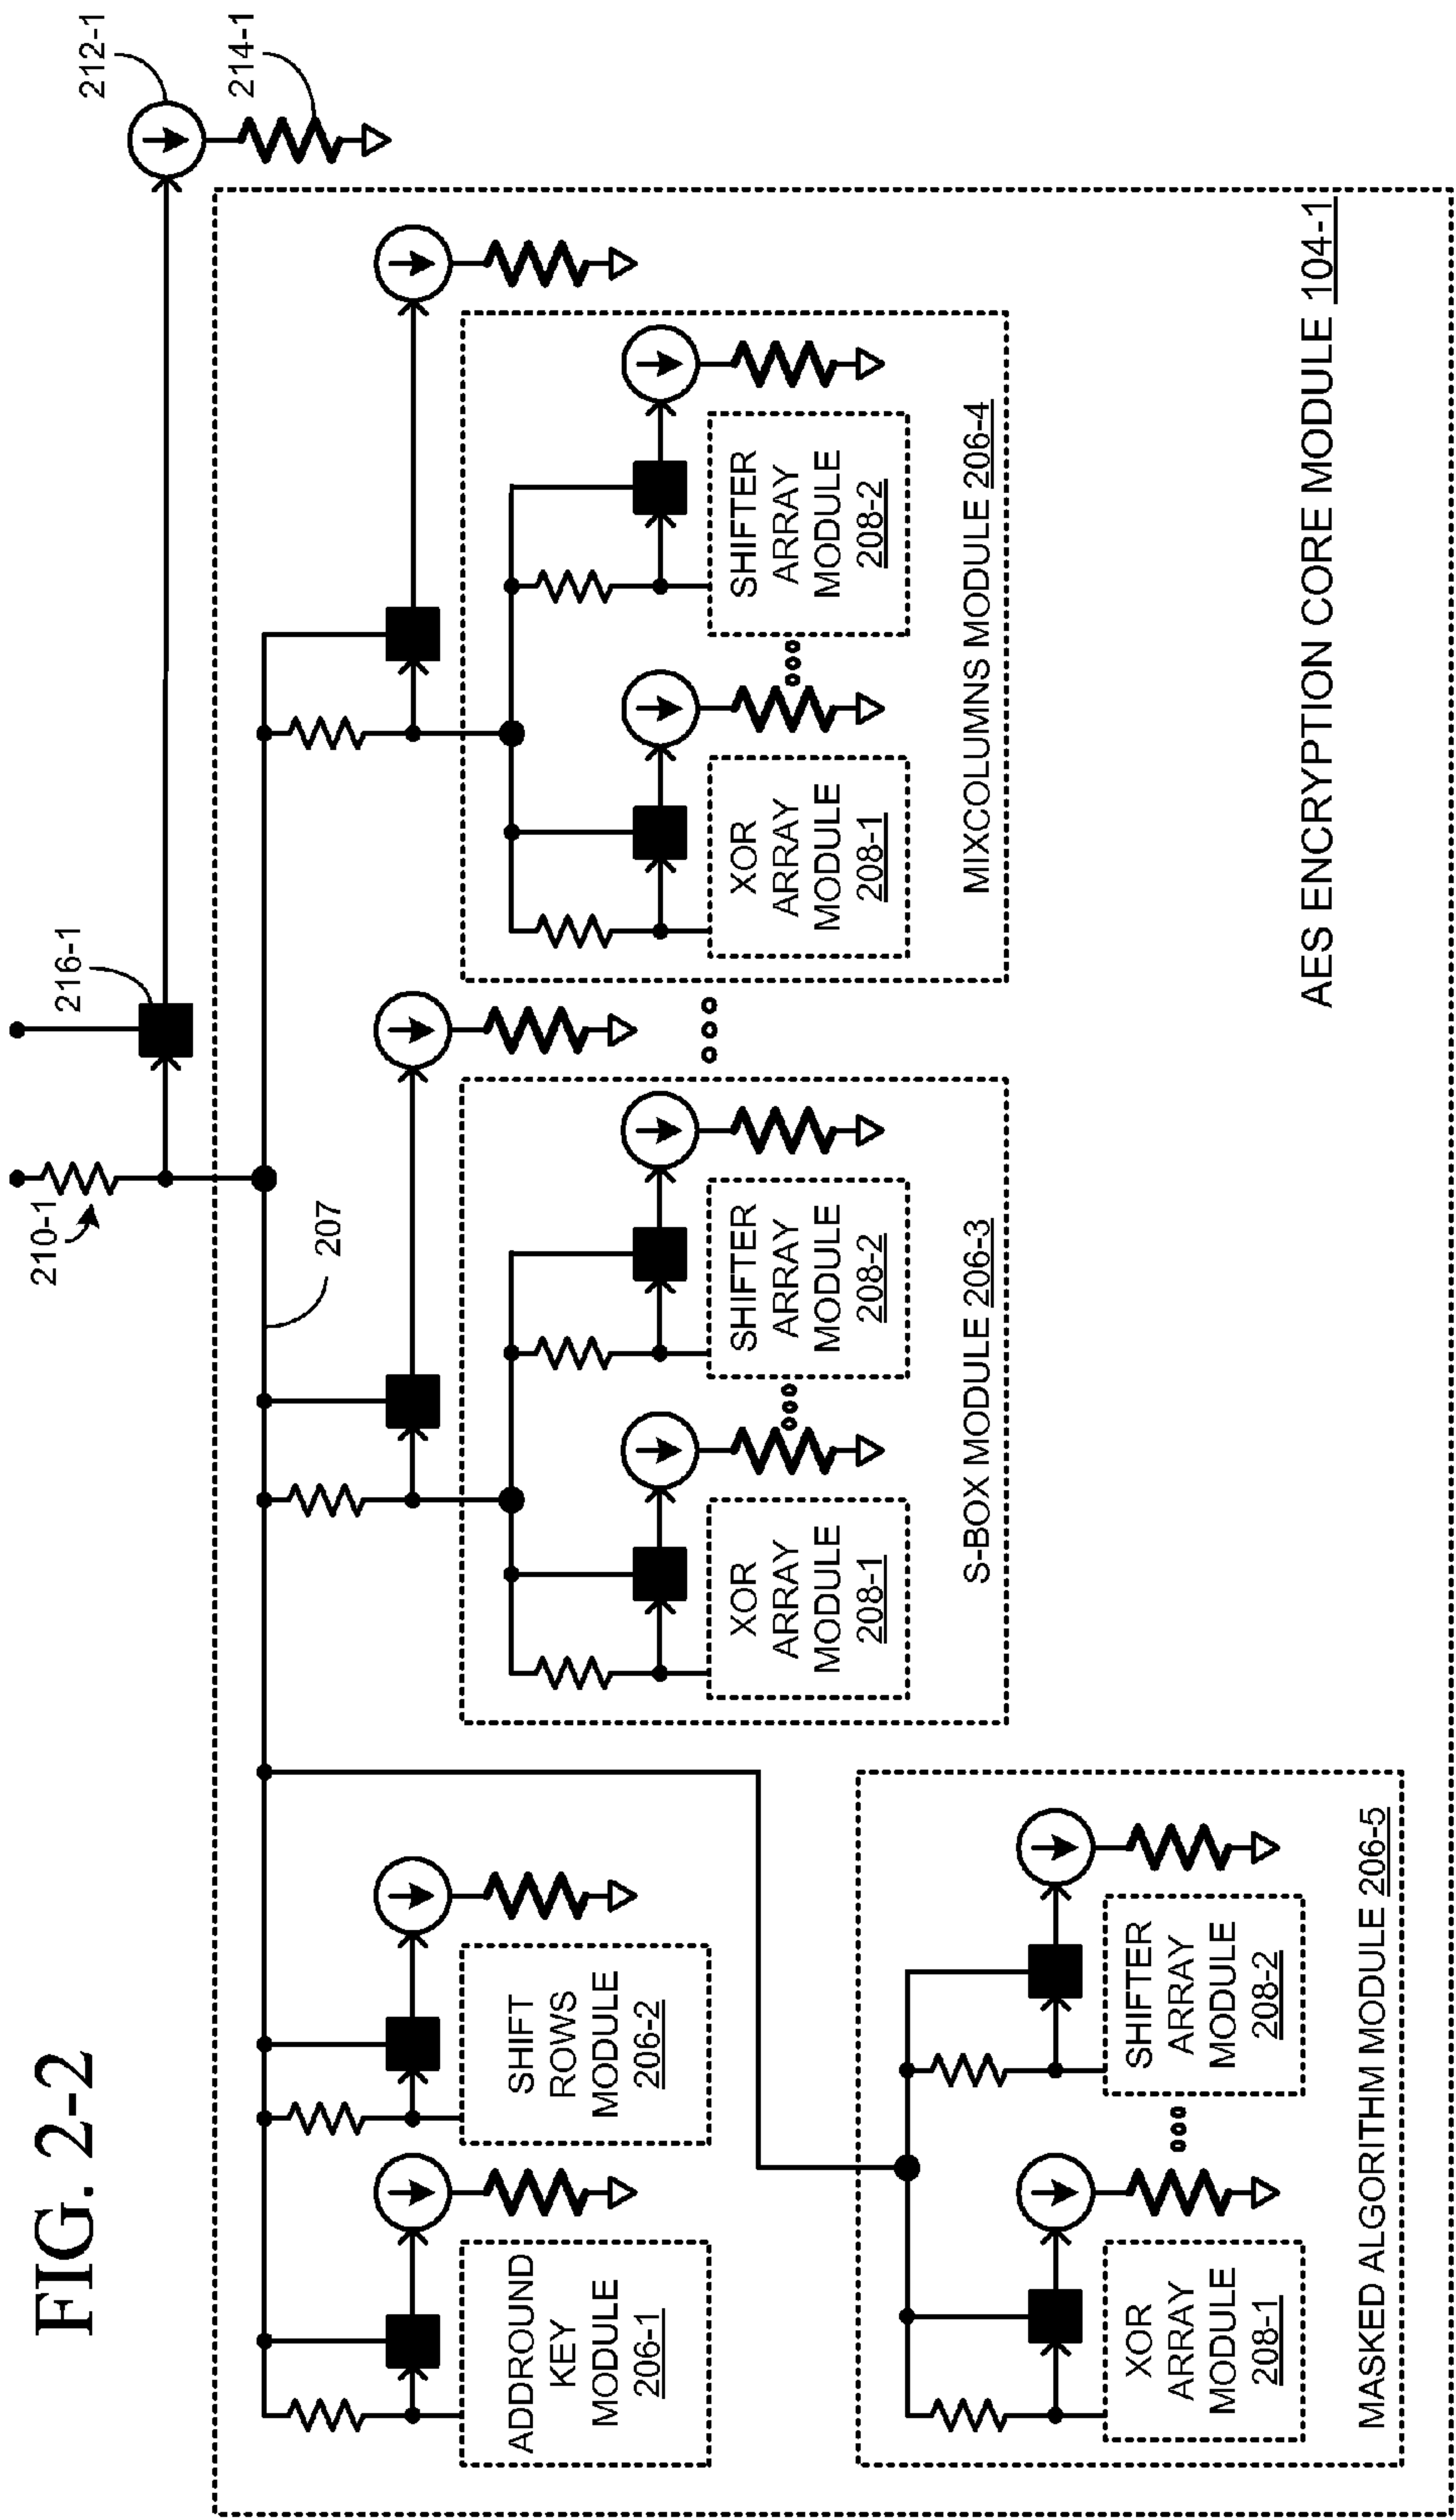 FIG. 2-2
210-1
216-1
212-1
214-1
207
ADDROUND
KEY
MODULE
206-1
SHIFT
ROWS
MODULE
206-2
XOR
ARRAY
MODULE
208-1
SHIFTER
ARRAY
MODULE
208-2
S-BOX MODULE 206-3
XOR
ARRAY
MODULE
208-1
SHIFTER
ARRAY
MODULE
208-2
MIXCOLUMNS MODULE 206-4
XOR
ARRAY
MODULE
208-1
SHIFTER
ARRAY
MODULE
208-2
MASKED ALGORITHM MODULE 206-5
AES ENCRYPTION CORE MODULE 104-1